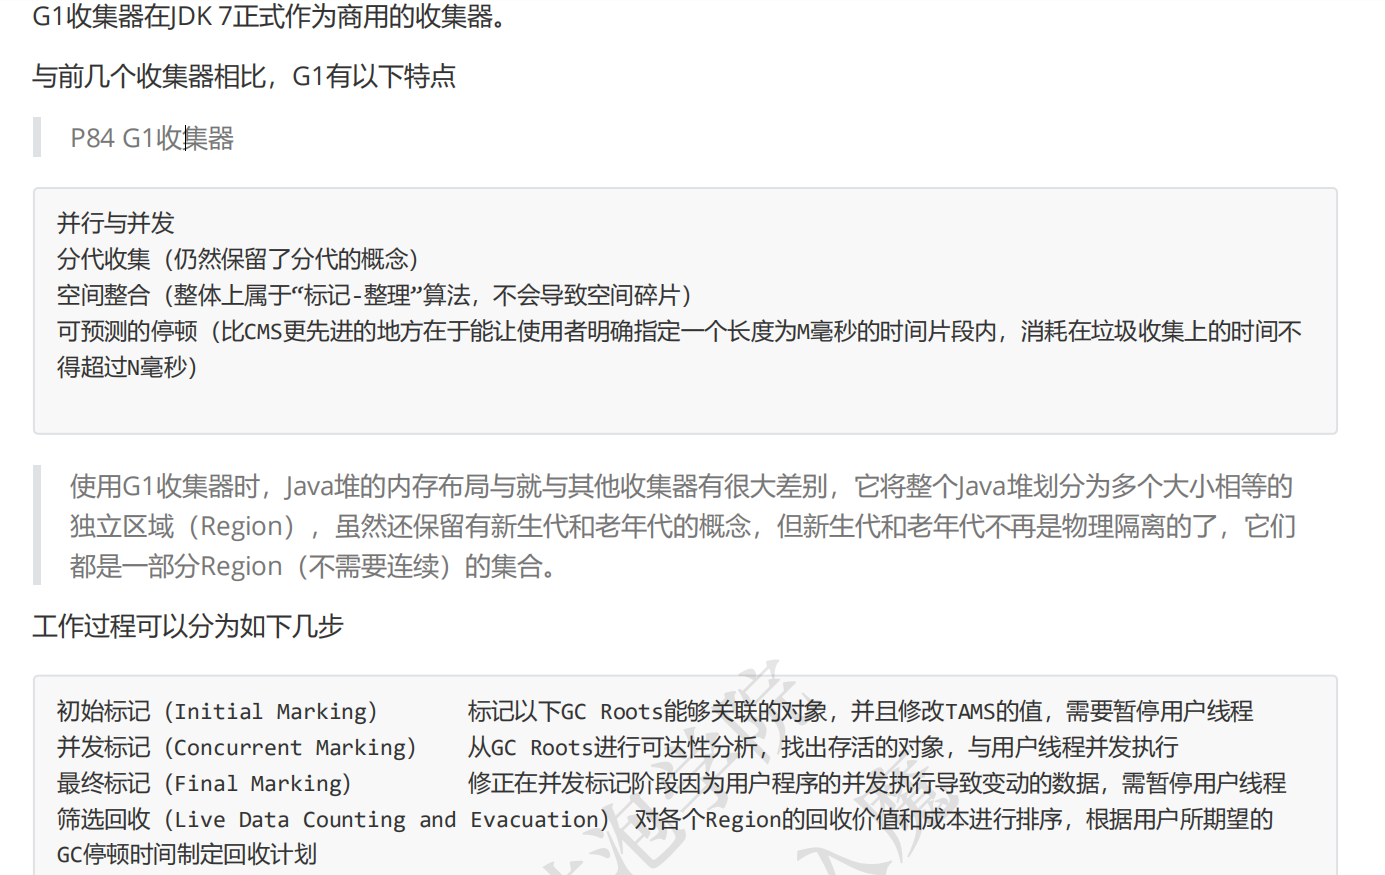 G1收集器在JDK 7正式作为商用的收集器。
与前几个收集器相比，G1有以下特点
P84 G1收集器
并行与并发
分代收集（仍然保留了分代的概念）
空间整合（整体上属于“标记-整理”算法，不会导致空间碎片）
可预测的停顿（比CMS更先进的地方在于能让使用者明确指定一个长度为M毫秒的时间片段内，消耗在垃圾收集上的时间不
得超过N毫秒）
使用G1收集器时，Java堆的内存布局与就与其他收集器有很大差别，它将整个Java堆划分为多个大小相等的
独立区域（Region），虽然还保留有新生代和老年代的概念，但新生代和老年代不再是物理隔离的了，它们
都是一部分Region（不需要连续）的集合。
工作过程可以分为如下几步
初始标记（Initial Marking） 标记以下GC Roots能够关联的对象，并且修改TAMS的值，需要暂停用户线程
并发标记（Concurrent Marking） 从GC Roots进行可达性分析，找出存活的对象，与用户线程并发执行
最终标记（Final Marking） 修正在并发标记阶段因为用户程序的并发执行导致变动的数据，需暂停用户线程
筛选回收（Live Data Counting and Evacuation） 对各个Region的回收价值和成本进行排序，根据用户所期望的
GC停顿时间制定回收计划
泡学院
入魔